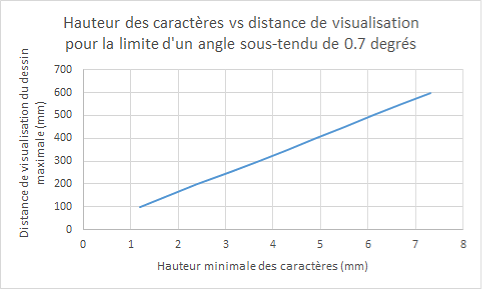 Hauteur des caractères vs distance de visualisation
pour la limite d'un angle sous-tendu de 0.7 degrés
Distance de visualisation du dessin
maximale (mm)
700
600
500
400
300
200
100
0
0 1 2 3 4 5 6 7 8
Hauteur minimale des caractères (mm)